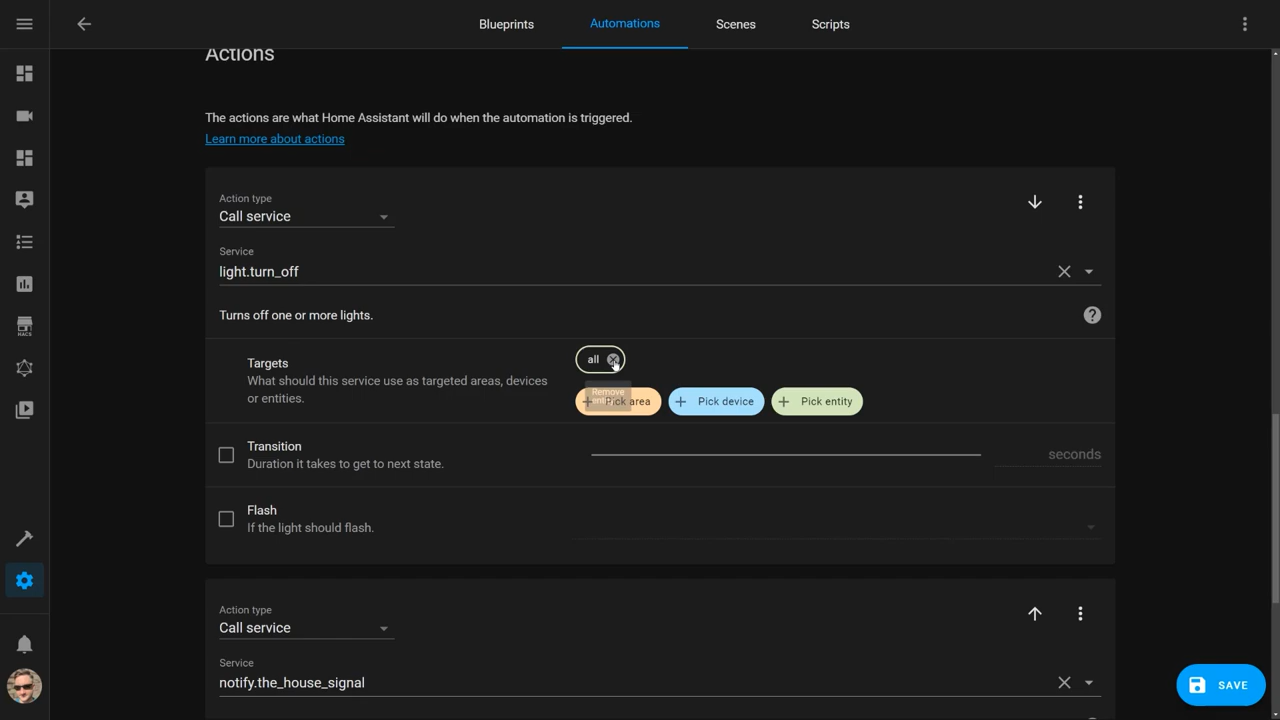 Blueprints
Automations
Scenes
Scripts
Actions
The actions are what Home Assistant will do when the automation is triggered.
Learn more about actions
Action type
Call service
Service
light.turn_off
Turns off one or more lights.
Targets
What should this service use as targeted areas, devices
or entities.
all
Remove
entity
Pick area
Pick device
Pick entity
Transition
Duration it takes to get to next state.
seconds
Flash
If the light should flash.
Action type
Call service
Service
notify.the_house_signal
SAVE
HACS